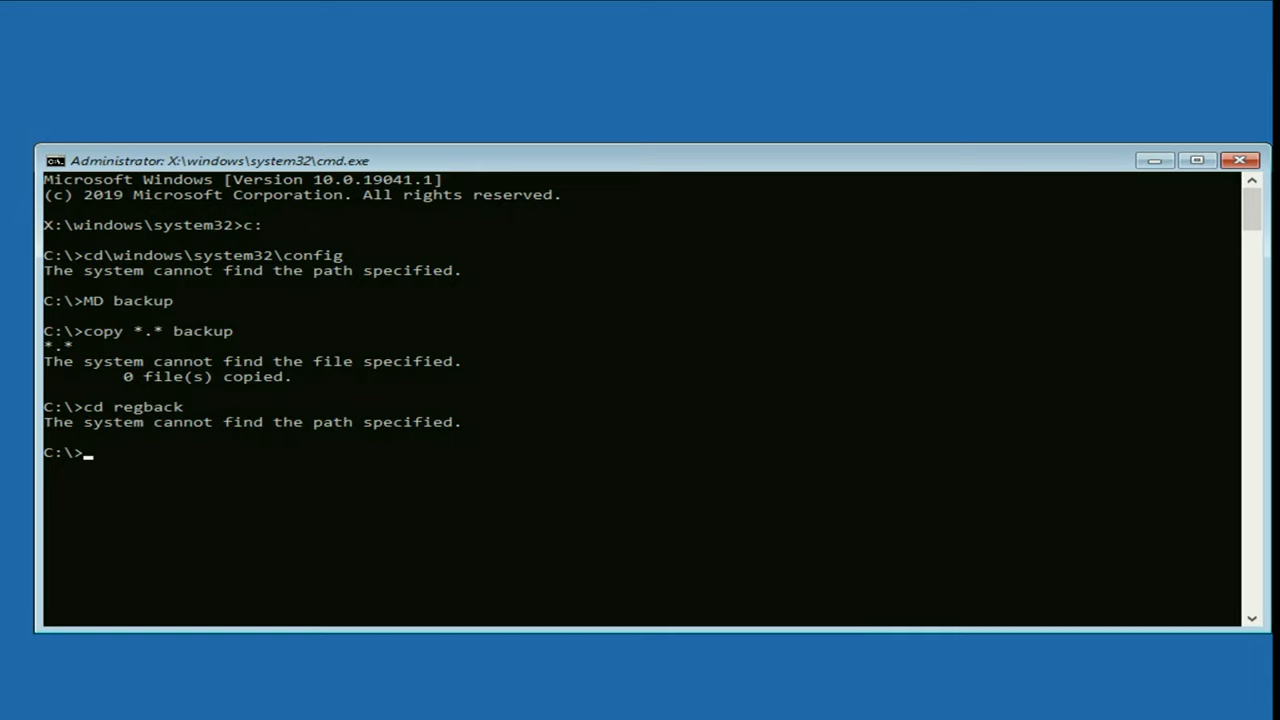 Administrator: X:\windows\system32\cmd.exe
Microsoft Windows [Version 10.0.19041.1]
(c) 2019 Microsoft Corporation. All rights reserved.
X:\windows\system32>c:
C:\>cd\windows\system32\config
The system cannot find the path specified.
C:\>MD backup
C:\>copy *.* backup
*.*
The system cannot find the file specified.
0 file(s) copied.
C:\>cd regback
The system cannot find the path specified.
C:\>